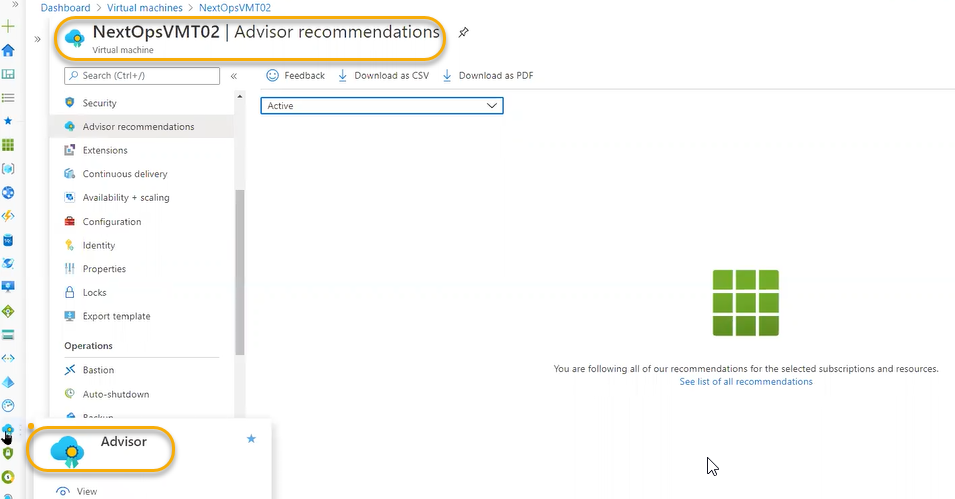 Dashboard > Virtual machines > NextOpsVMT02
NextOpsVMT02 | Advisor recommendations
Virtual machine
Search (Ctrl+/)
Feedback
Download as CSV
Download as PDF
Active
Security
Advisor recommendations
Extensions
Continuous delivery
Availability + scaling
Configuration
Identity
Properties
Locks
Export template
Operations
Bastion
Auto-shutdown
Backup
You are following all of our recommendations for the selected subscriptions and resources.
See list of all recommendations
Advisor
View